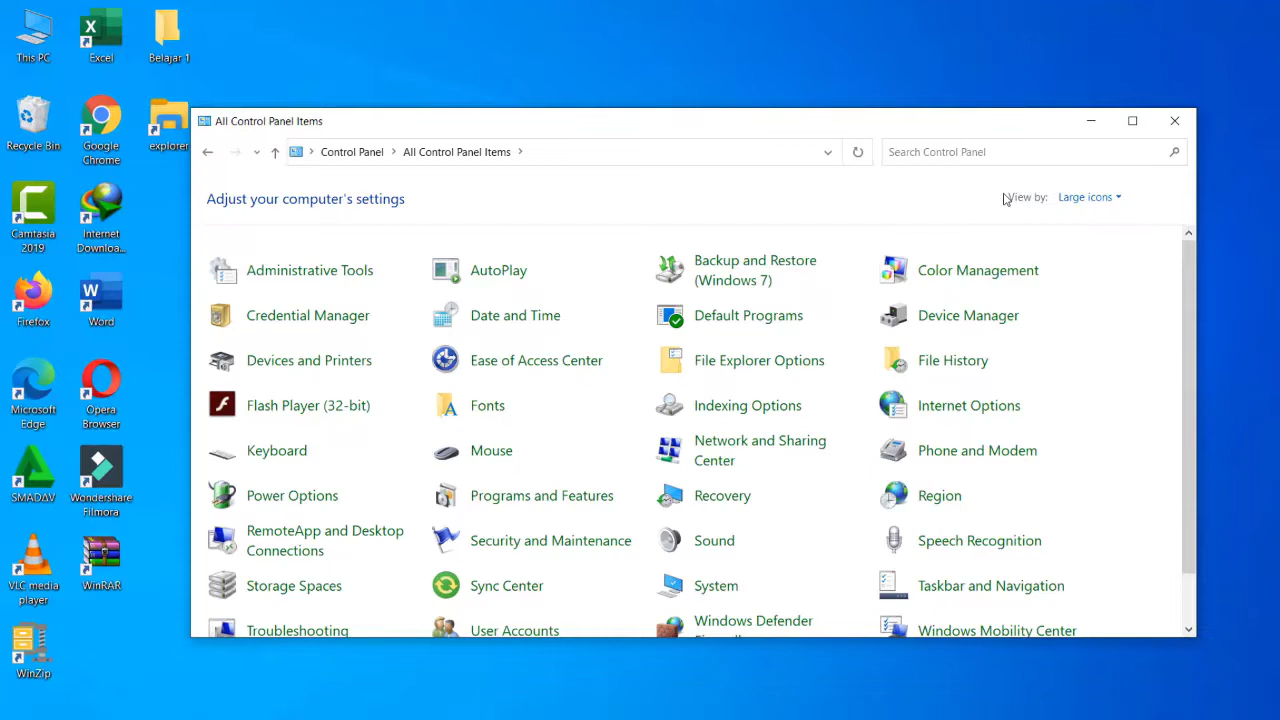 This PC
Excel
Belajar 1
Recycle Bin
Google
Chrome
explorer
Camtasia
2019
Internet
Downloa...
Firefox
Word
Microsoft
Edge
Opera
Browser
SMADΔV
Wondershare
Filmora
VLC media
player
WinRAR
WinZip
All Control Panel Items
Control Panel
All Control Panel Items
Search Control Panel
Adjust your computer's settings
View by:
Large icons
Administrative Tools
AutoPlay
Backup and Restore
(Windows 7)
Color Management
Credential Manager
Date and Time
Default Programs
Device Manager
Devices and Printers
Ease of Access Center
File Explorer Options
File History
Flash Player (32-bit)
Fonts
Indexing Options
Internet Options
Keyboard
Mouse
Network and Sharing
Center
Phone and Modem
Power Options
Programs and Features
Recovery
Region
RemoteApp and Desktop
Connections
Security and Maintenance
Sound
Speech Recognition
Storage Spaces
Sync Center
System
Taskbar and Navigation
Troubleshooting
User Accounts
Windows Defender
Windows Mobility Center